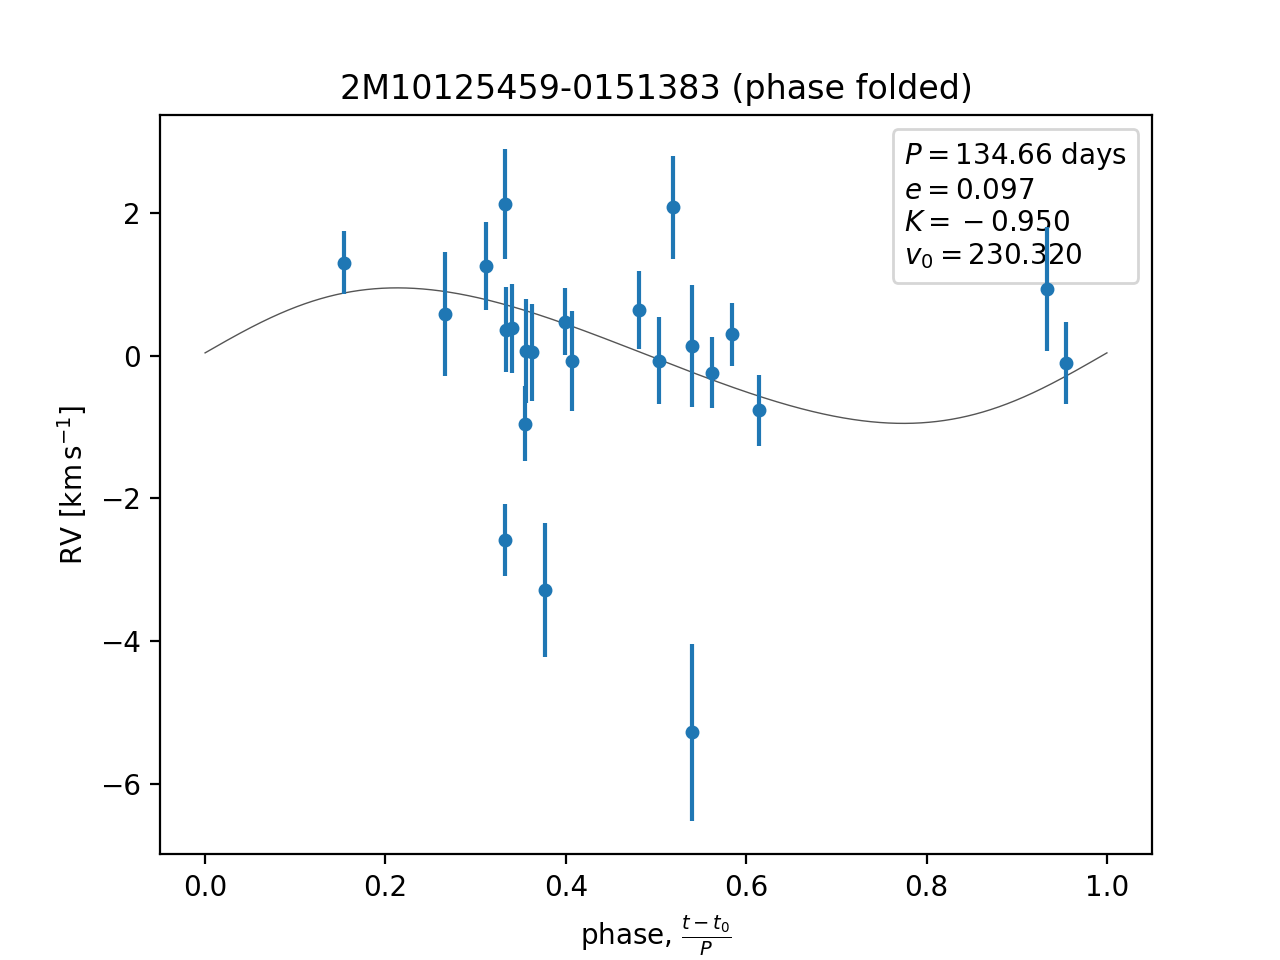 2M10125459-0151383 (phase folded)
P = 134.66 days
e = 0.097
K = −0.950
v₀ = 230.320
2
0
−2
−4
−6
RV [km s⁻¹]
0.0 0.2 0.4 0.6 0.8 1.0
phase, (t − t₀)/P